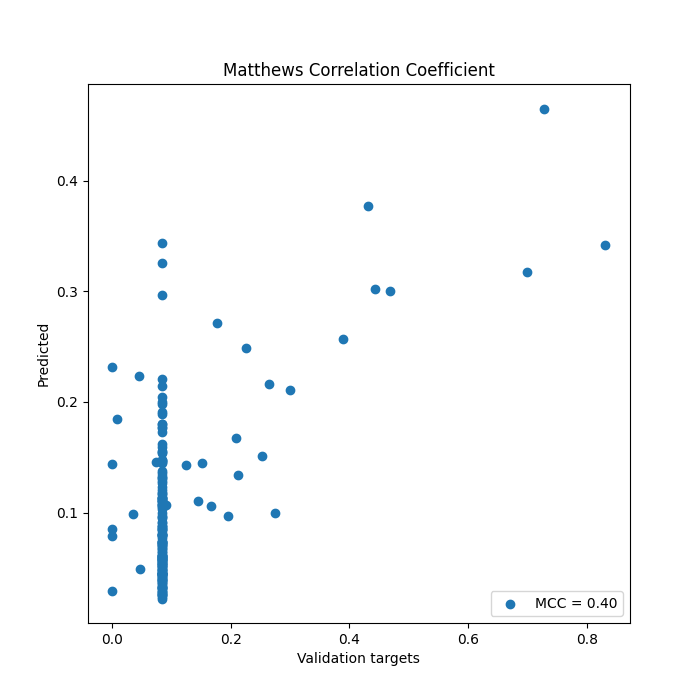 Matthews Correlation Coefficient
0.4
0.3
0.2
0.1
Predicted
MCC = 0.40
0.0 0.2 0.4 0.6 0.8
Validation targets